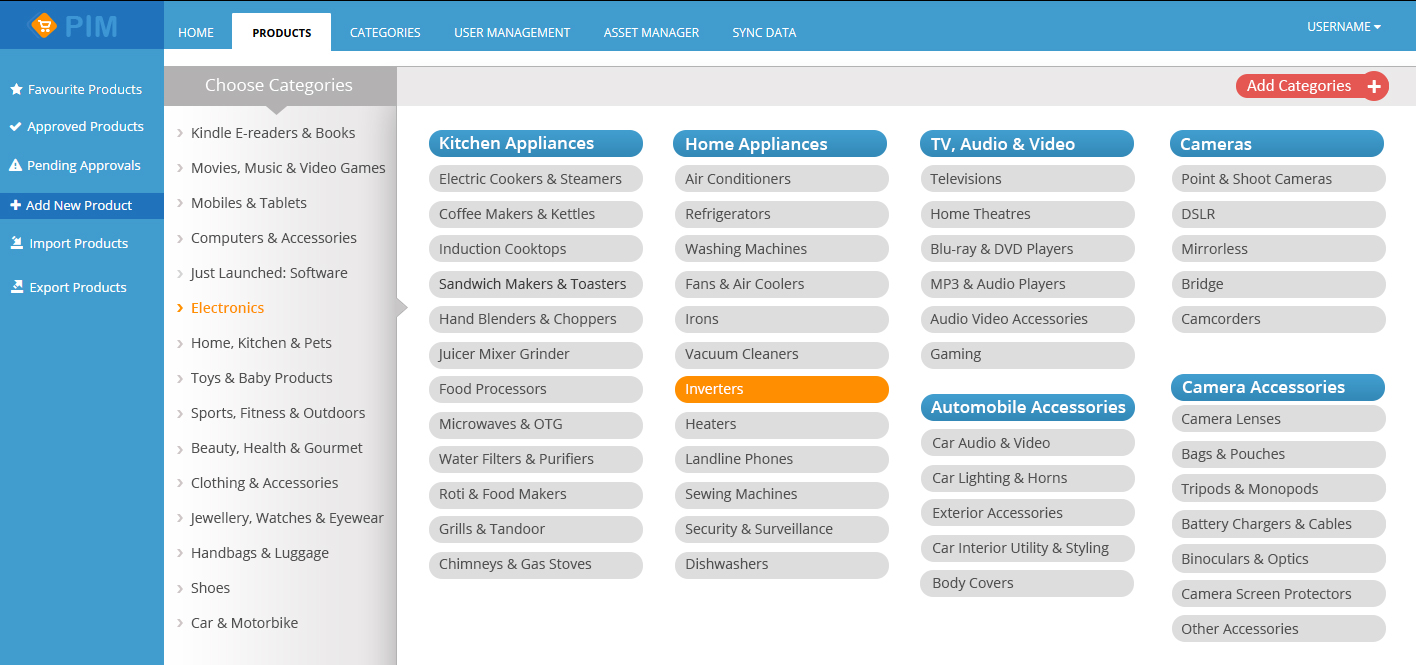 PIM
HOME
PRODUCTS
CATEGORIES
USER MANAGEMENT
ASSET MANAGER
SYNC DATA
USERNAME
Favourite Products
Approved Products
Pending Approvals
Add New Product
Import Products
Export Products
Choose Categories
Kindle E-readers & Books
Movies, Music & Video Games
Mobiles & Tablets
Computers & Accessories
Just Launched: Software
Electronics
Home, Kitchen & Pets
Toys & Baby Products
Sports, Fitness & Outdoors
Beauty, Health & Gourmet
Clothing & Accessories
Jewellery, Watches & Eyewear
Handbags & Luggage
Shoes
Car & Motorbike
Add Categories
Kitchen Appliances
Electric Cookers & Steamers
Coffee Makers & Kettles
Induction Cooktops
Sandwich Makers & Toasters
Hand Blenders & Choppers
Juicer Mixer Grinder
Food Processors
Microwaves & OTG
Water Filters & Purifiers
Roti & Food Makers
Grills & Tandoor
Chimneys & Gas Stoves
Home Appliances
Air Conditioners
Refrigerators
Washing Machines
Fans & Air Coolers
Irons
Vacuum Cleaners
Inverters
Heaters
Landline Phones
Sewing Machines
Security & Surveillance
Dishwashers
TV, Audio & Video
Televisions
Home Theatres
Blu-ray & DVD Players
MP3 & Audio Players
Audio Video Accessories
Gaming
Automobile Accessories
Car Audio & Video
Car Lighting & Horns
Exterior Accessories
Car Interior Utility & Styling
Body Covers
Cameras
Point & Shoot Cameras
DSLR
Mirrorless
Bridge
Camcorders
Camera Accessories
Camera Lenses
Bags & Pouches
Tripods & Monopods
Battery Chargers & Cables
Binoculars & Optics
Camera Screen Protectors
Other Accessories